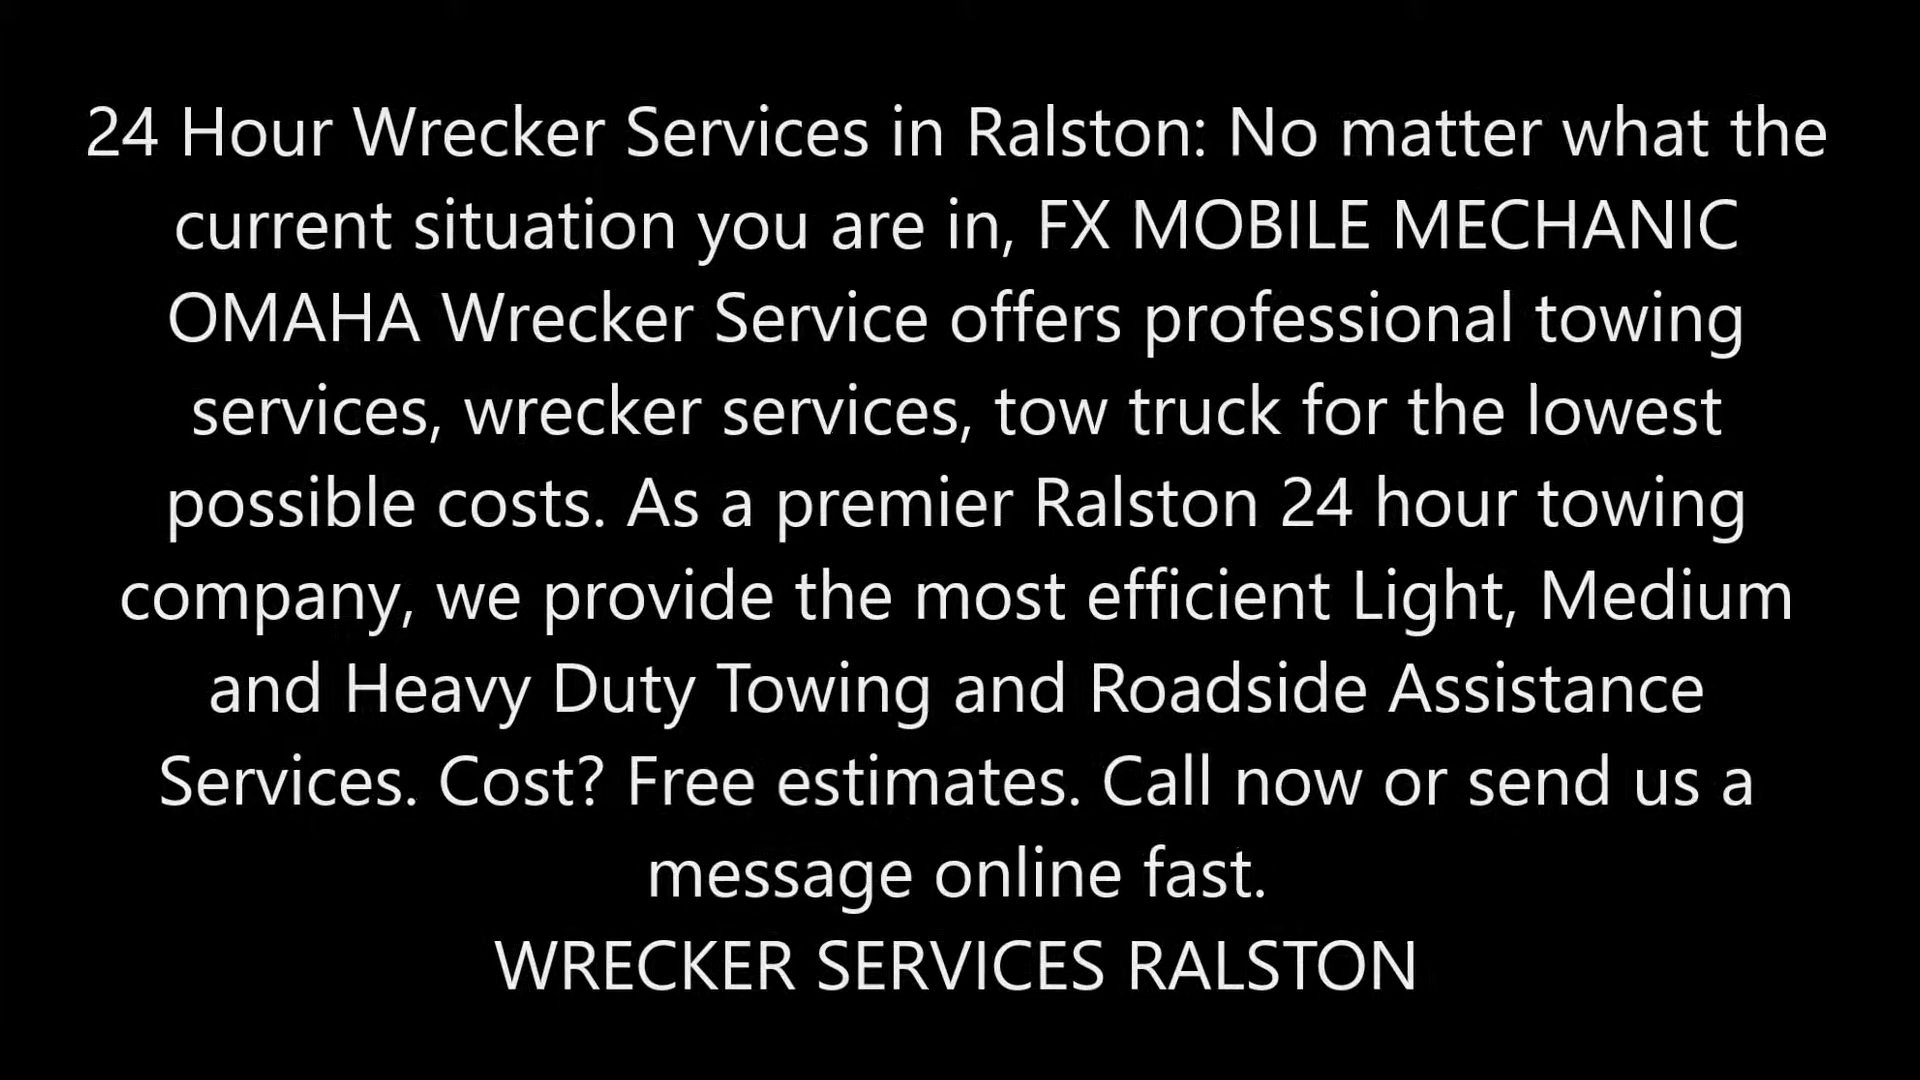 24 Hour Wrecker Services in Ralston: No matter what the
current situation you are in, FX MOBILE MECHANIC
OMAHA Wrecker Service offers professional towing
services, wrecker services, tow truck for the lowest
possible costs. As a premier Ralston 24 hour towing
company, we provide the most efficient Light, Medium
and Heavy Duty Towing and Roadside Assistance
Services. Cost? Free estimates. Call now or send us a
message online fast.
WRECKER SERVICES RALSTON